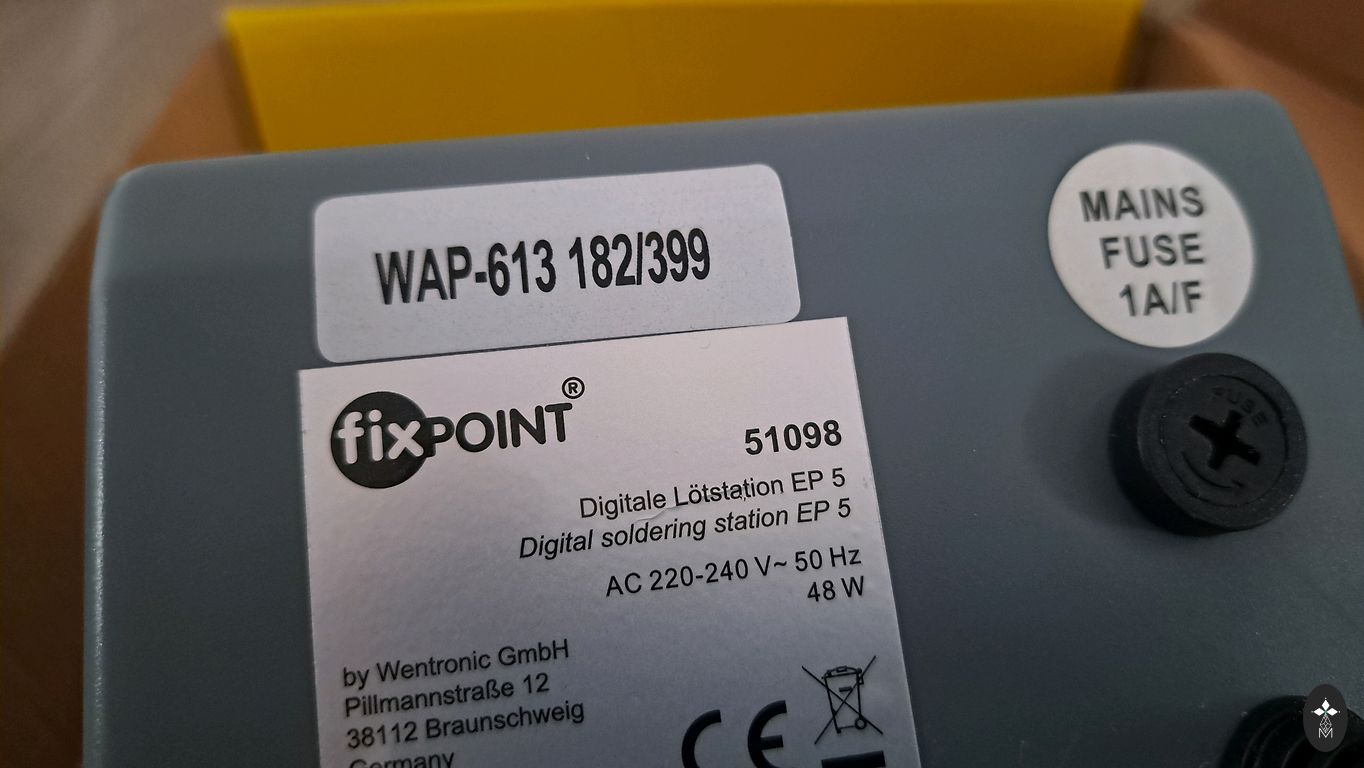 WAP-613 182/399
MAINS
FUSE
1A/F
FUSE
fixPOINT®
51098
Digitale Lötstation EP 5
Digital soldering station EP 5
AC 220-240 V~ 50 Hz
48 W
by Wentronic GmbH
Pillmannstraße 12
38112 Braunschweig
Germany
CE
M